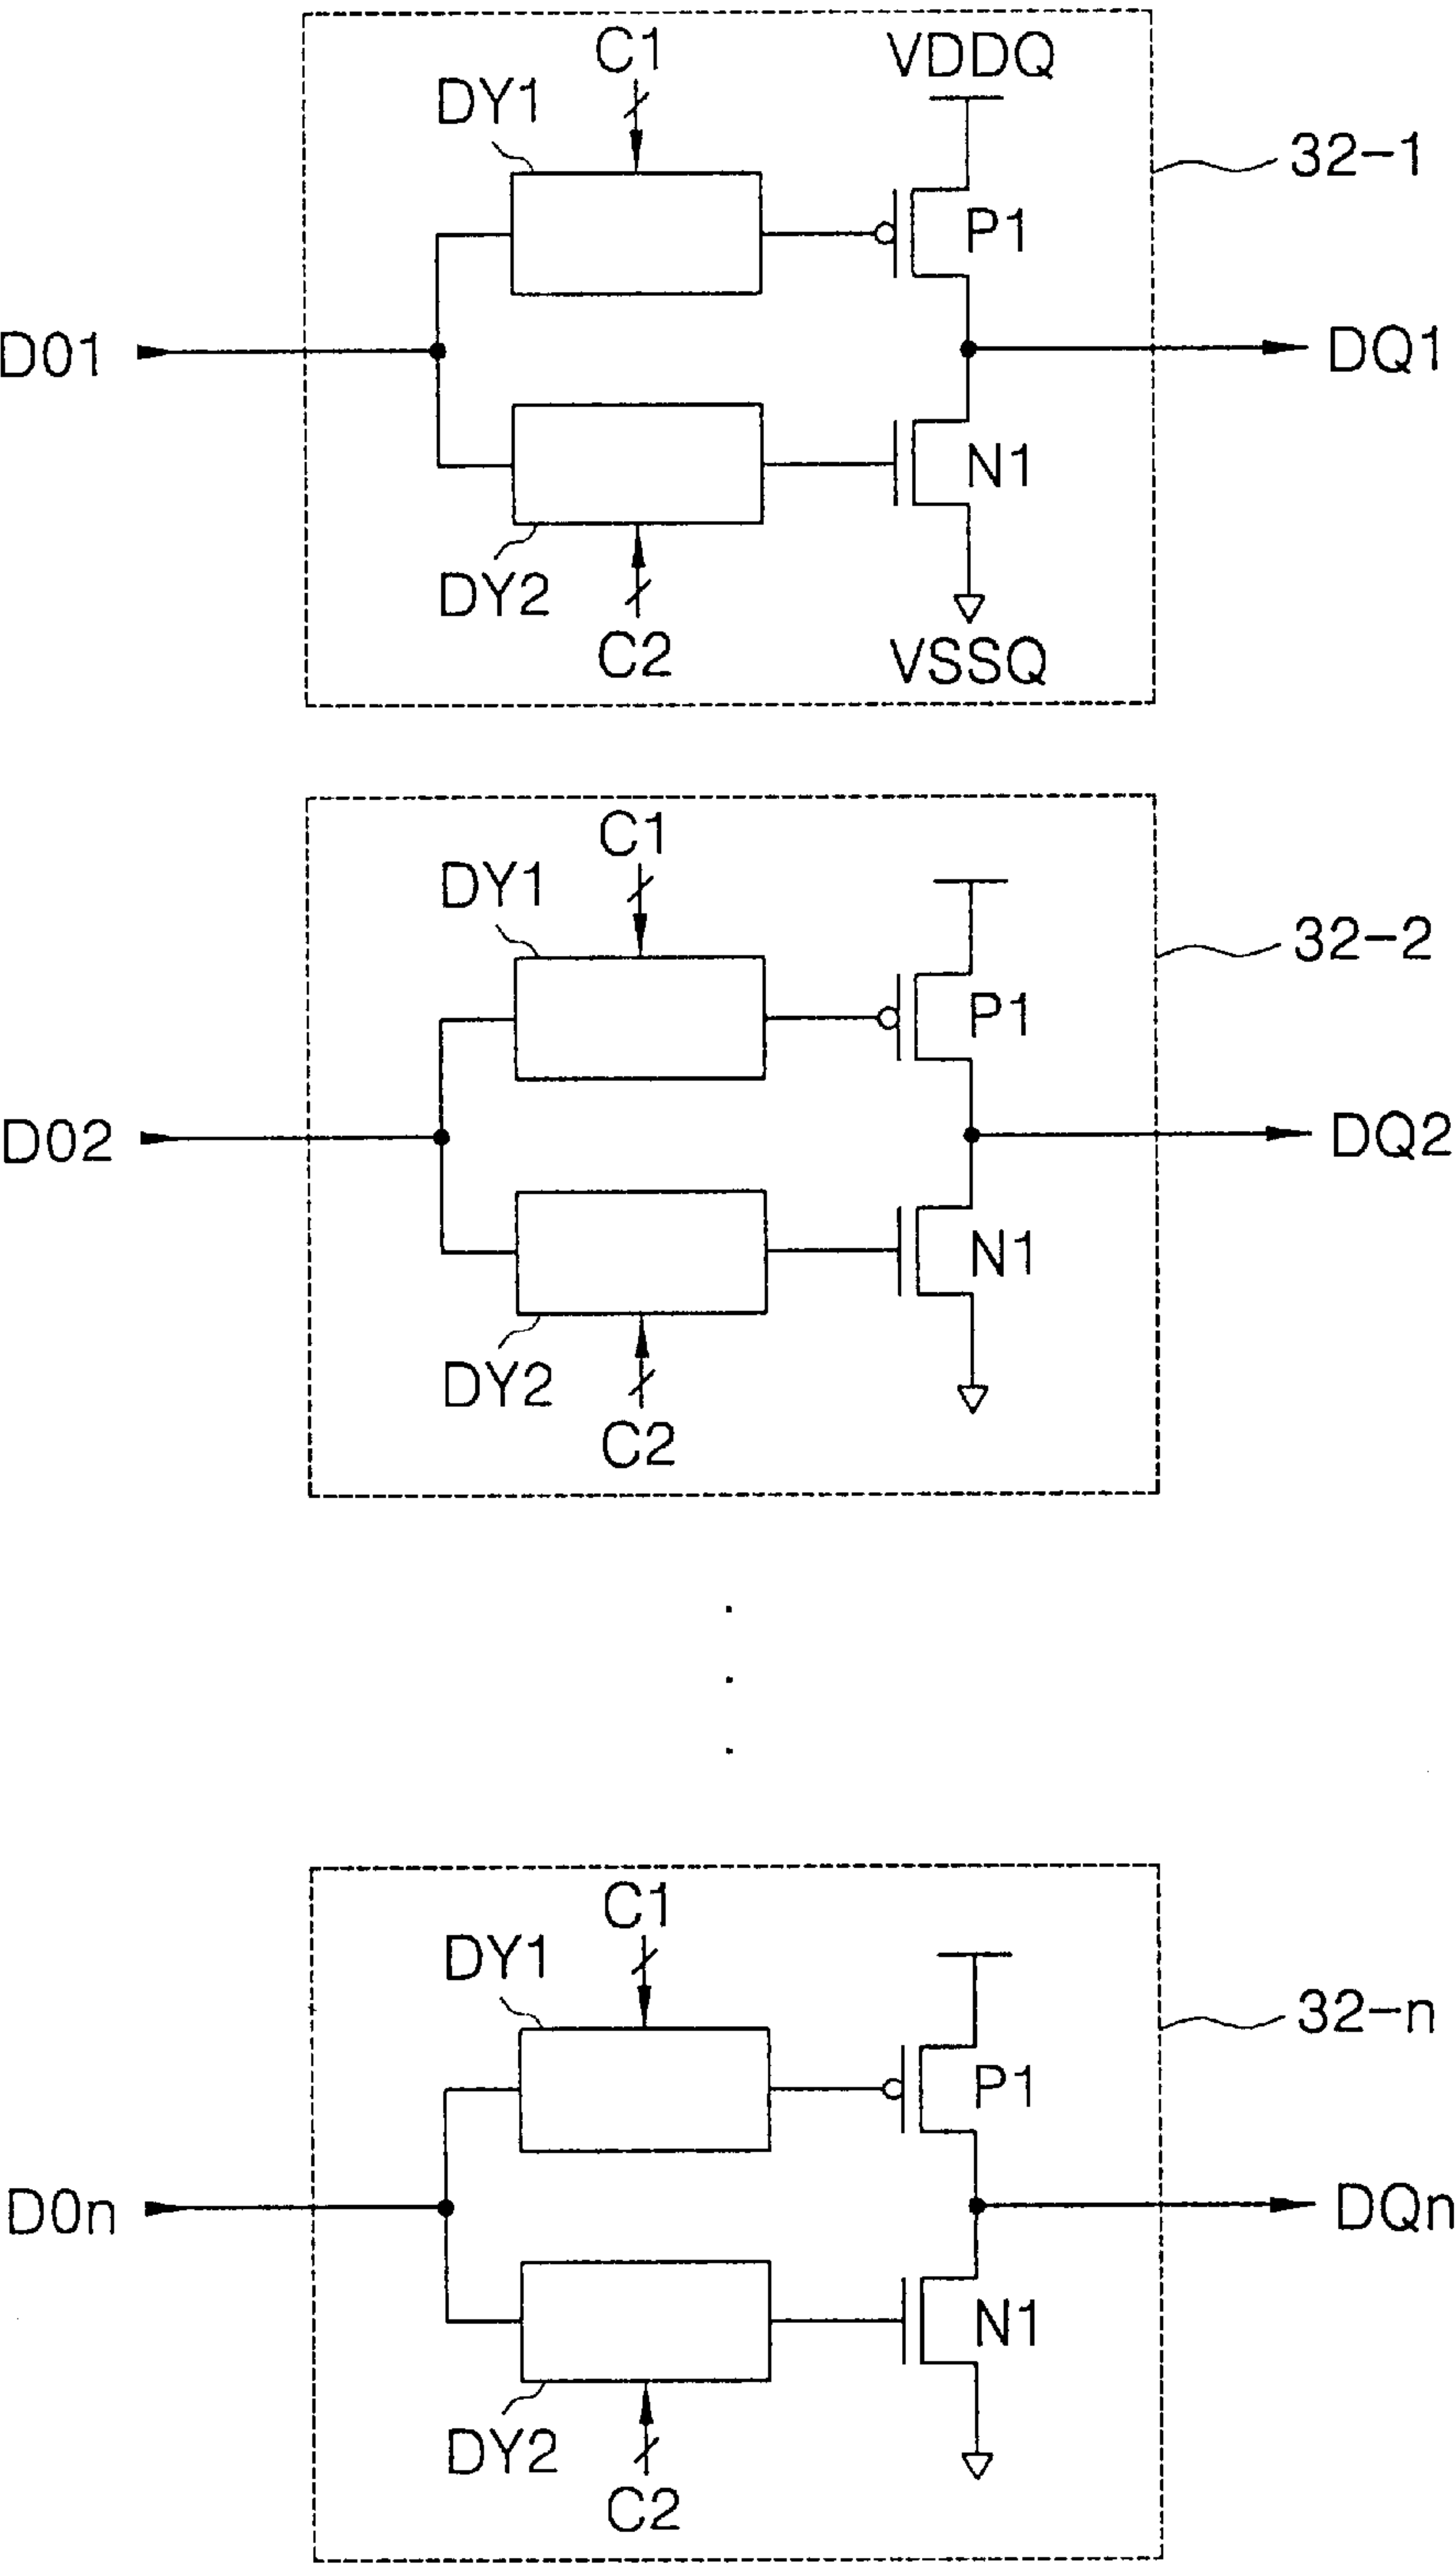 C1
VDDQ
DY1
32-1
P1
D01
DQ1
N1
DY2
C2
VSSQ
C1
DY1
32-2
P1
D02
DQ2
N1
DY2
C2
C1
DY1
32-n
P1
D0n
DQn
N1
DY2
C2